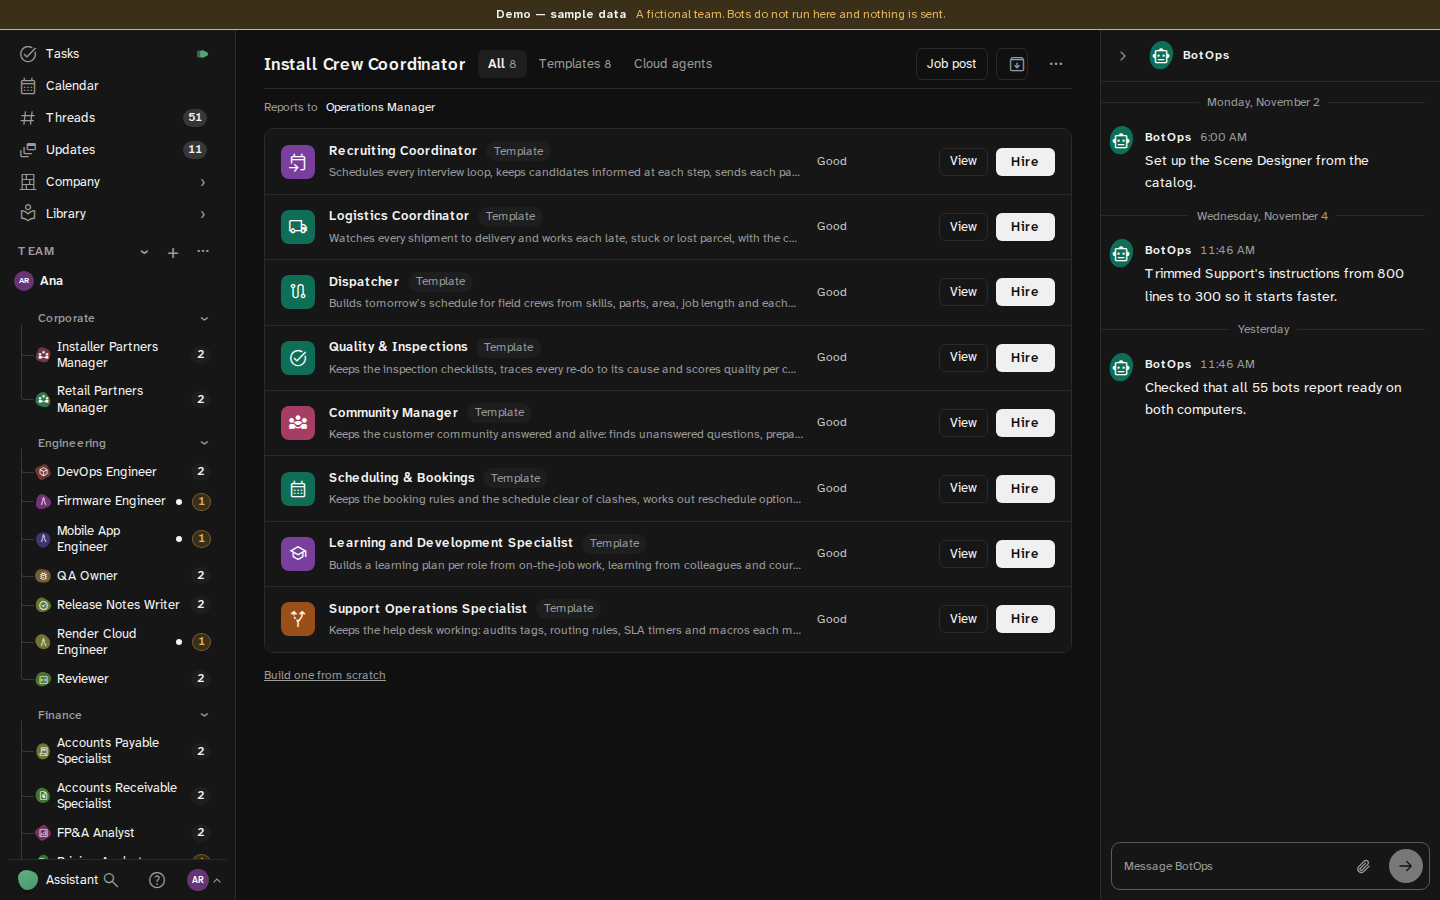 Demo — sample data A fictional team. Bots do not run here and nothing is sent.
Tasks
Calendar
Threads 51
Updates 11
Company
Library
TEAM
AR Ana
Corporate
Installer Partners
Manager 2
Retail Partners
Manager 2
Engineering
DevOps Engineer 2
Firmware Engineer 1
Mobile App
Engineer 1
QA Owner 2
Release Notes Writer 2
Render Cloud
Engineer 1
Reviewer 2
Finance
Accounts Payable
Specialist 2
Accounts Receivable
Specialist 2
FP&A Analyst 2
Assistant AR
Install Crew Coordinator All 8 Templates 8 Cloud agents Job post
Reports to Operations Manager
Recruiting Coordinator Template
Schedules every interview loop, keeps candidates informed at each step, sends each pa... Good View Hire
Logistics Coordinator Template
Watches every shipment to delivery and works each late, stuck or lost parcel, with the c... Good View Hire
Dispatcher Template
Builds tomorrow's schedule for field crews from skills, parts, area, job length and each... Good View Hire
Quality & Inspections Template
Keeps the inspection checklists, traces every re-do to its cause and scores quality per c... Good View Hire
Community Manager Template
Keeps the customer community answered and alive: finds unanswered questions, prepa... Good View Hire
Scheduling & Bookings Template
Keeps the booking rules and the schedule clear of clashes, works out reschedule option... Good View Hire
Learning and Development Specialist Template
Builds a learning plan per role from on-the-job work, learning from colleagues and cour... Good View Hire
Support Operations Specialist Template
Keeps the help desk working: audits tags, routing rules, SLA timers and macros each m... Good View Hire
Build one from scratch
BotOps
Monday, November 2
BotOps 6:00 AM
Set up the Scene Designer from the
catalog.
Wednesday, November 4
BotOps 11:46 AM
Trimmed Support's instructions from 800
lines to 300 so it starts faster.
Yesterday
BotOps 11:46 AM
Checked that all 55 bots report ready on
both computers.
Message BotOps